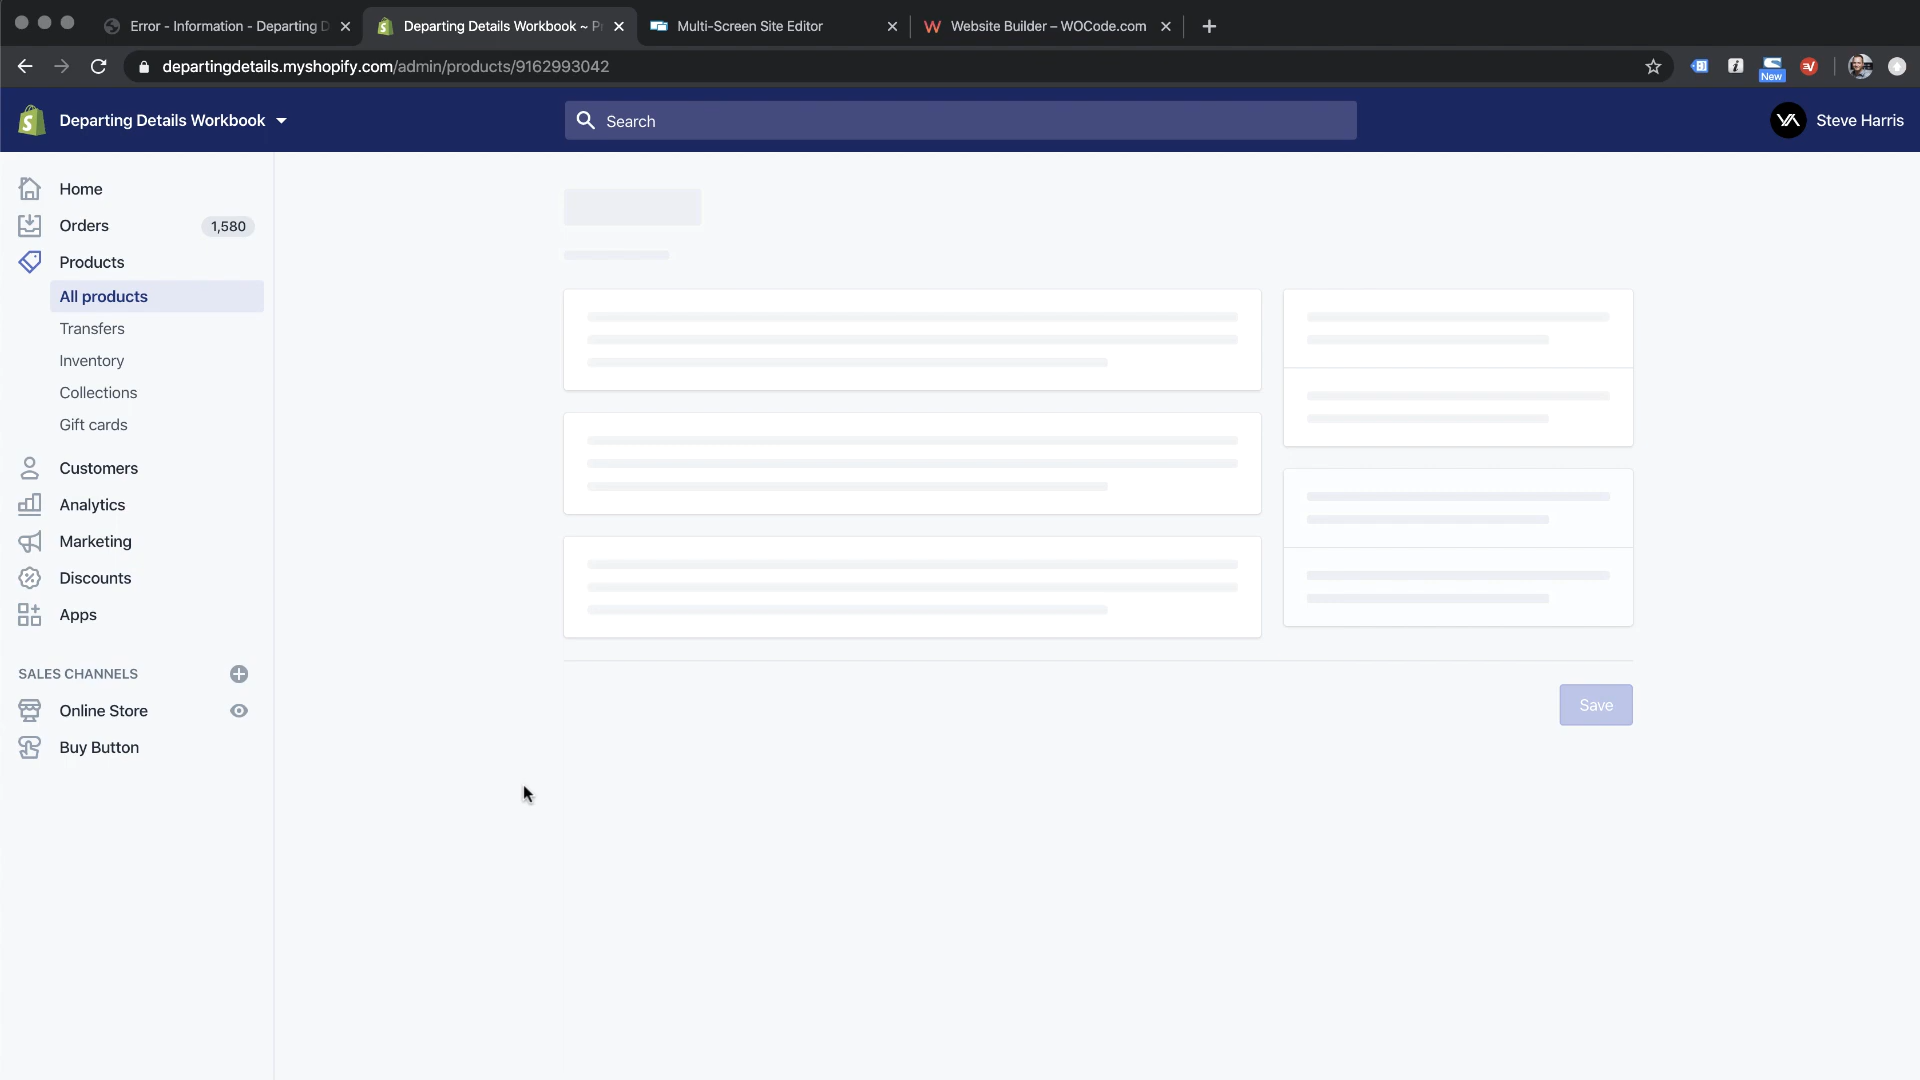 Error - Information - Departing D
Departing Details Workbook ~ P
Multi-Screen Site Editor
W Website Builder – WOCode.com
departingdetails.myshopify.com/admin/products/9162993042
New
Departing Details Workbook
Search
Steve Harris
Home
Orders 1,580
Products
All products
Transfers
Inventory
Collections
Gift cards
Customers
Analytics
Marketing
Discounts
Apps
SALES CHANNELS
Online Store
Buy Button
Save